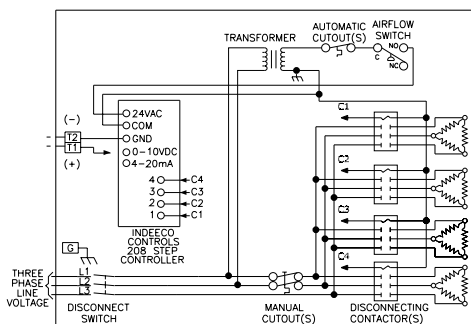 TRANSFORMER
AUTOMATIC
CUTOUT(S)
AIRFLOW
SWITCH
NO
C
NC
24VAC
COM
GND
0-10VDC
4-20mA
4
C4
3
C3
2
C2
1
C1
INDEECO
CONTROLS
208 STEP
CONTROLLER
(-)
T2
T1
(+)
C1
C2
C3
C4
G
THREE
PHASE
LINE
VOLTAGE
L1
L2
L3
DISCONNECT
SWITCH
MANUAL
CUTOUT(S)
DISCONNECTING
CONTACTOR(S)